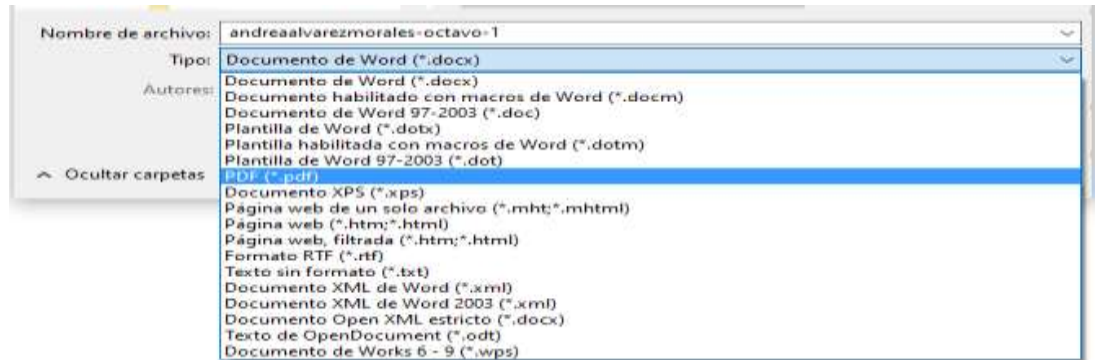 Nombre de archivo: andreaalvarezmorales-octavo-1
Tipo: Documento de Word (*.docx)
Autores:
Documento de Word (*.docx)
Documento habilitado con macros de Word (*.docm)
Documento de Word 97-2003 (*.doc)
Plantilla de Word (*.dotx)
Plantilla habilitada con macros de Word (*.dotm)
Plantilla de Word 97-2003 (*.dot)
Ocultar carpetas
PDF (*.pdf)
Documento XPS (*.xps)
Página web de un solo archivo (*.mht;*.mhtml)
Página web (*.htm;*.html)
Página web, filtrada (*.htm;*.html)
Formato RTF (*.rtf)
Texto sin formato (*.txt)
Documento XML de Word (*.xml)
Documento XML de Word 2003 (*.xml)
Documento Open XML estricto (*.docx)
Texto de OpenDocument (*.odt)
Documento de Works 6 - 9 (*.wps)